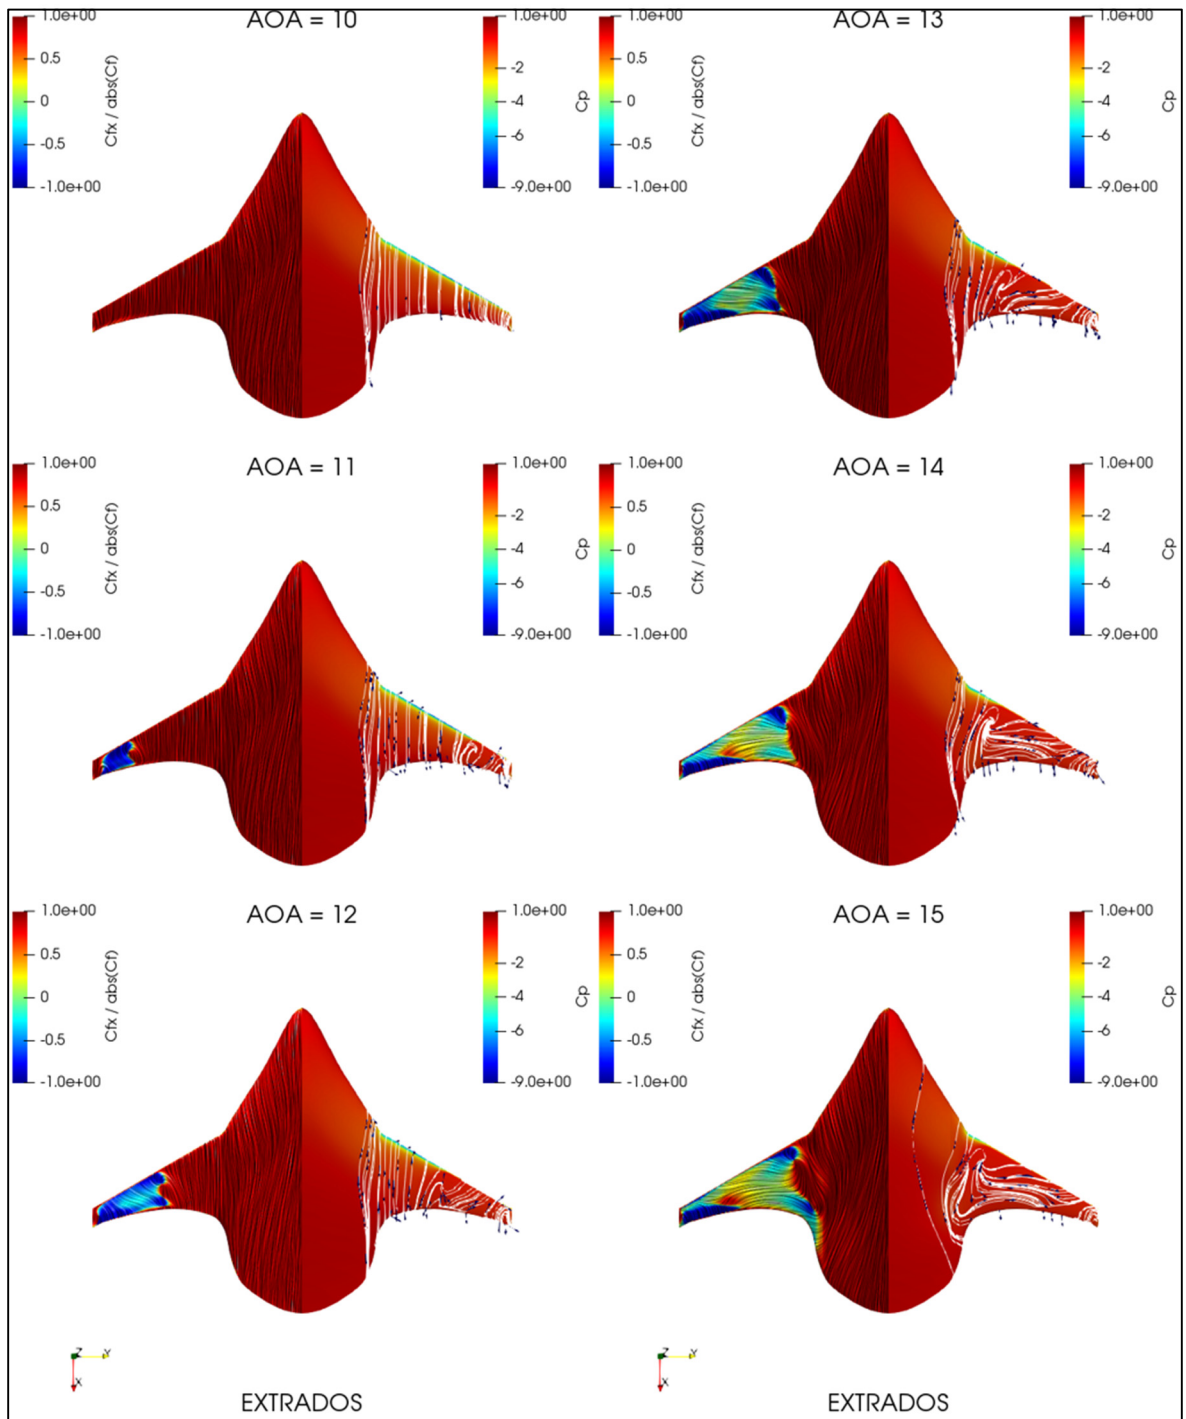 AOA = 10
1.0e+00
0.5
0
-0.5
-1.0e+00
Cfx / abs(Cf)
1.0e+00
-2
-4
-6
-9.0e+00
Cp
AOA = 13
1.0e+00
0.5
0
-0.5
-1.0e+00
Cfx / abs(Cf)
1.0e+00
-2
-4
-6
-9.0e+00
Cp
AOA = 11
1.0e+00
0.5
0
-0.5
-1.0e+00
Cfx / abs(Cf)
1.0e+00
-2
-4
-6
-9.0e+00
Cp
AOA = 14
1.0e+00
0.5
0
-0.5
-1.0e+00
Cfx / abs(Cf)
1.0e+00
-2
-4
-6
-9.0e+00
Cp
AOA = 12
1.0e+00
0.5
0
-0.5
-1.0e+00
Cfx / abs(Cf)
1.0e+00
-2
-4
-6
-9.0e+00
Cp
AOA = 15
1.0e+00
0.5
0
-0.5
-1.0e+00
Cfx / abs(Cf)
1.0e+00
-2
-4
-6
-9.0e+00
Cp
Z Y
X
EXTRADOS
Z Y
X
EXTRADOS